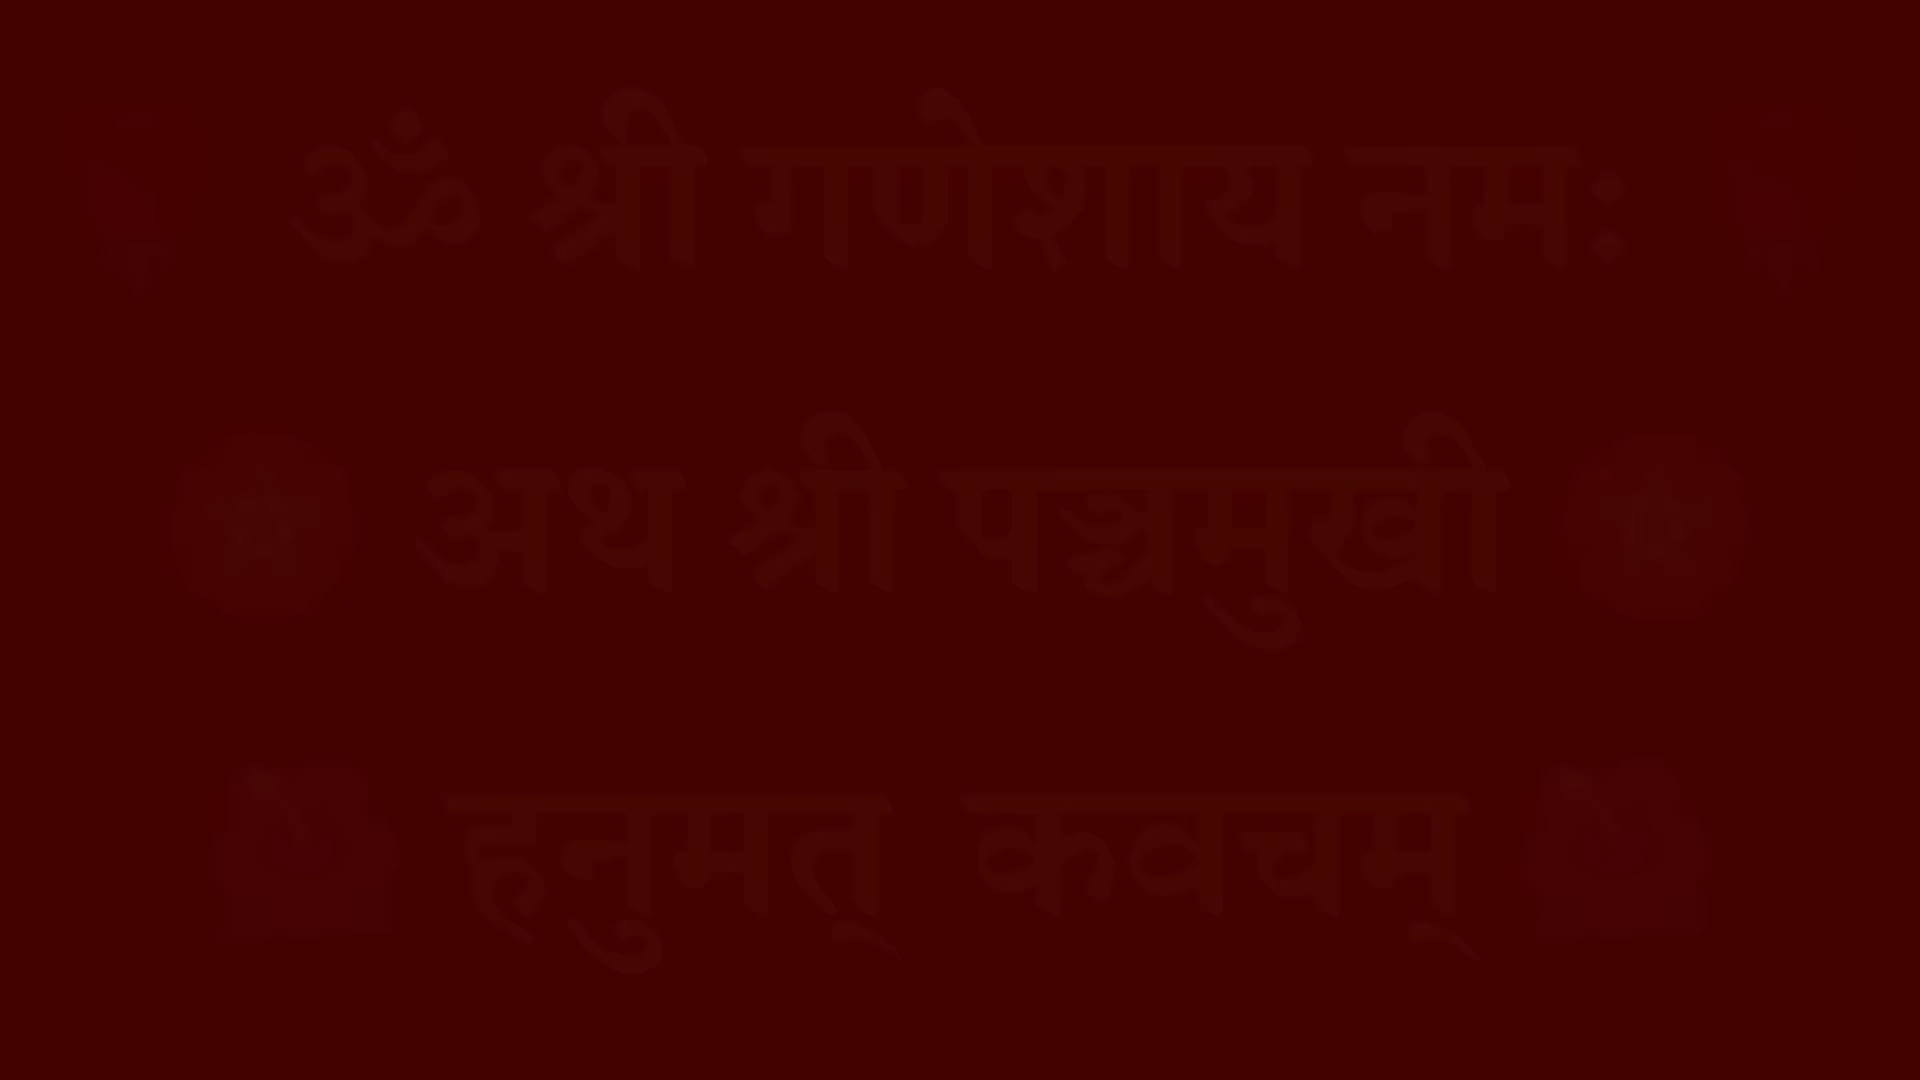 ॐ श्री गणेशाय नमः
अथ श्री पञ्चमुखी
हनुमत् कवचम्